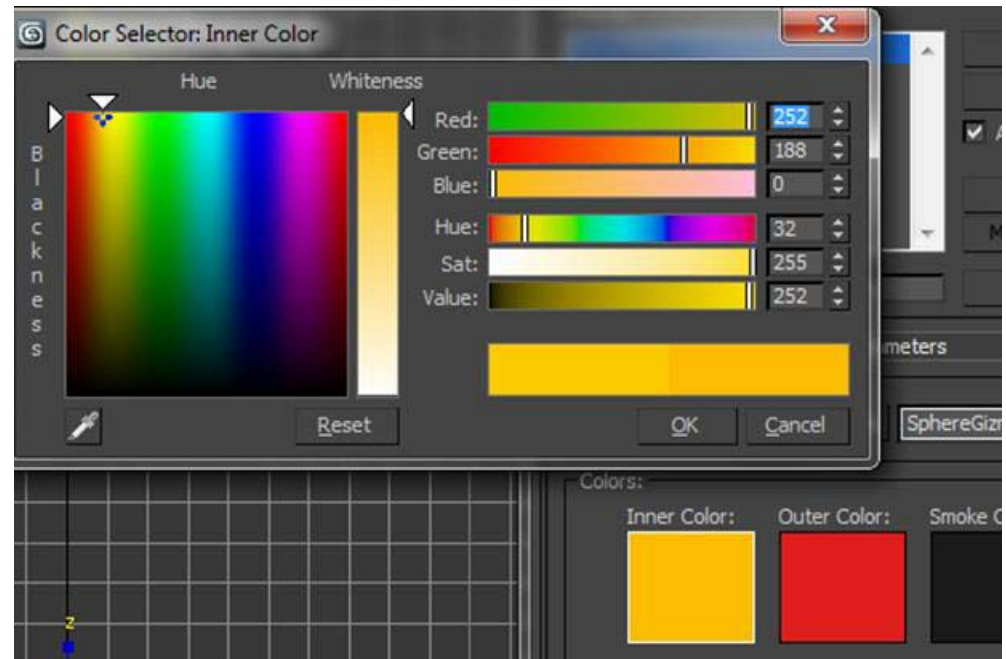 Color Selector: Inner Color
Hue
Whiteness
Blackness
Red: 252
Green: 188
Blue: 0
Hue: 32
Sat: 255
Value: 252
Reset
OK
Cancel
A
M
meters
SphereGizm
Colors:
Inner Color:
Outer Color:
Smoke C
z